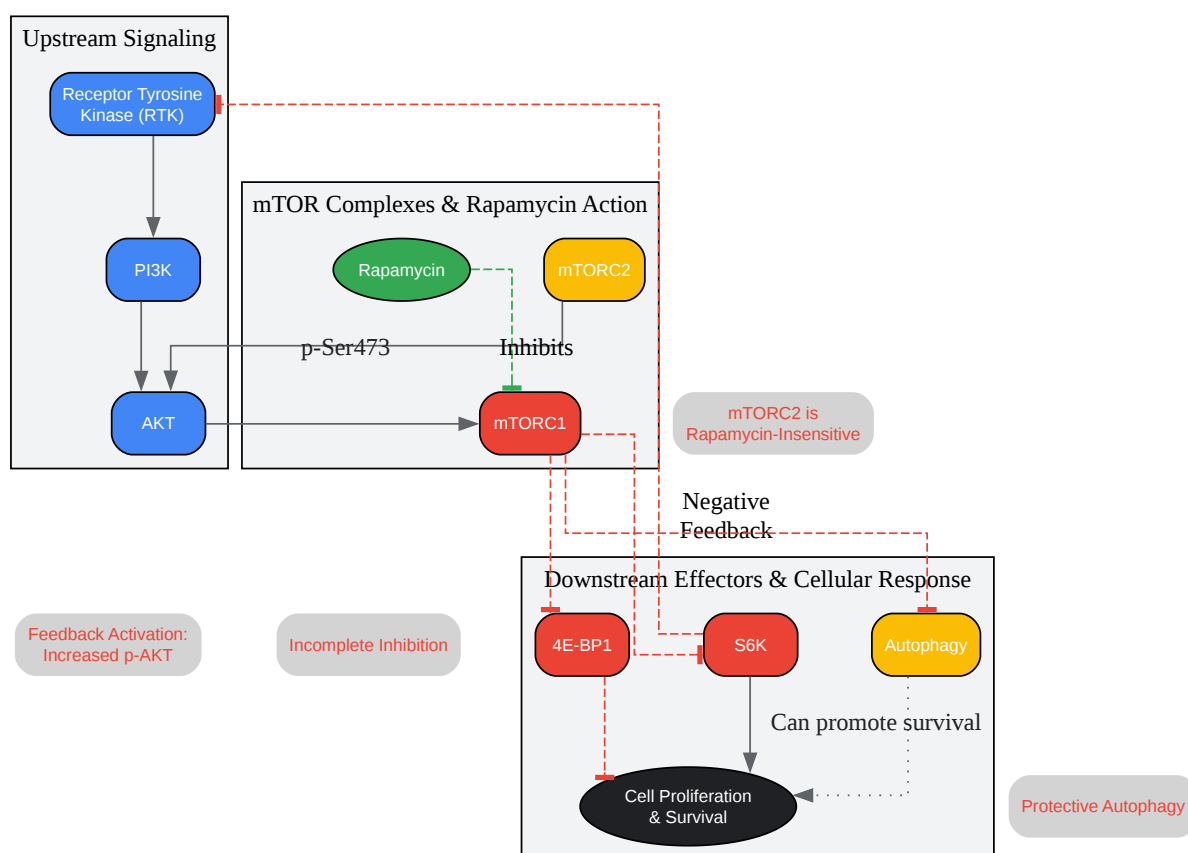 Upstream Signaling
Receptor Tyrosine
Kinase (RTK)
mTOR Complexes & Rapamycin Action
PI3K
Rapamycin
mTORC2
p-Ser473
Inhibits
AKT
mTORC1
mTORC2 is
Rapamycin-Insensitive
Negative
Feedback
Downstream Effectors & Cellular Response
Feedback Activation:
Increased p-AKT
Incomplete Inhibition
4E-BP1
S6K
Autophagy
Can promote survival
Cell Proliferation
& Survival
Protective Autophagy